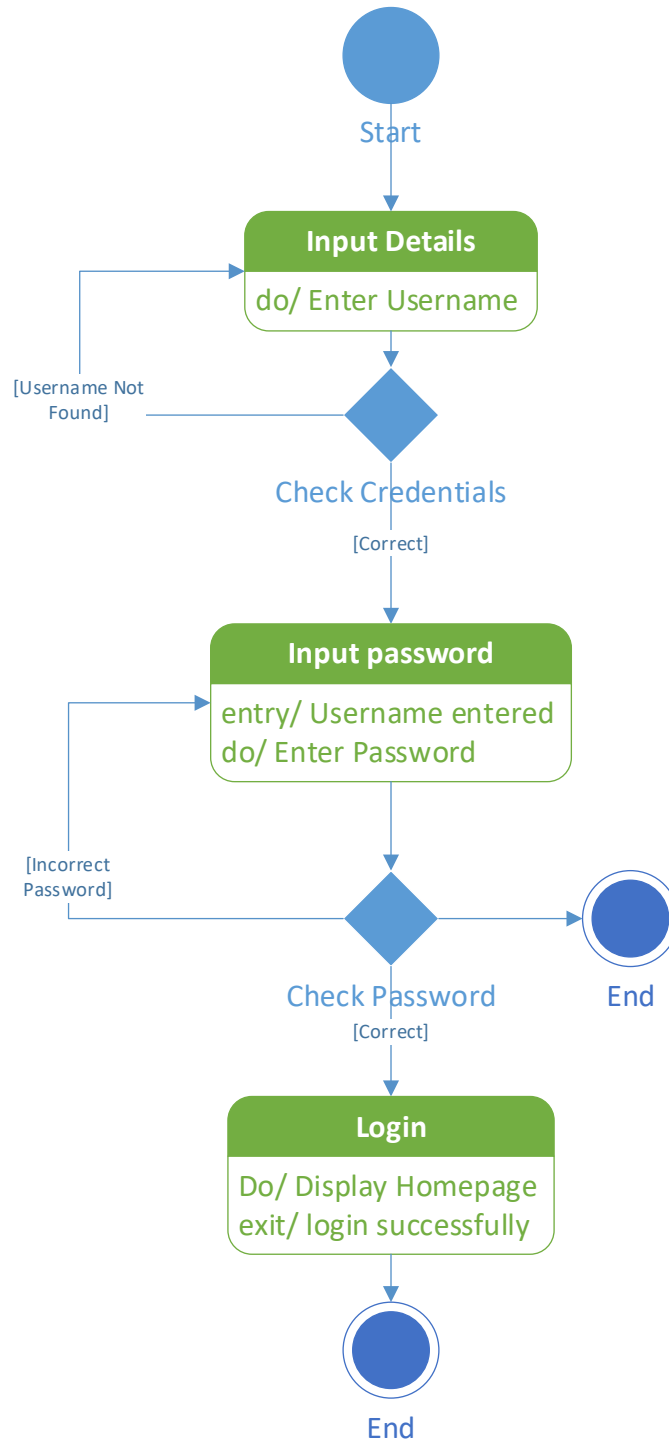 Start
Input Details
do/ Enter Username
[Username Not
Found]
Check Credentials
[Correct]
Input password
entry/ Username entered
do/ Enter Password
[Incorrect
Password]
Check Password
End
[Correct]
Login
Do/ Display Homepage
exit/ login successfully
End